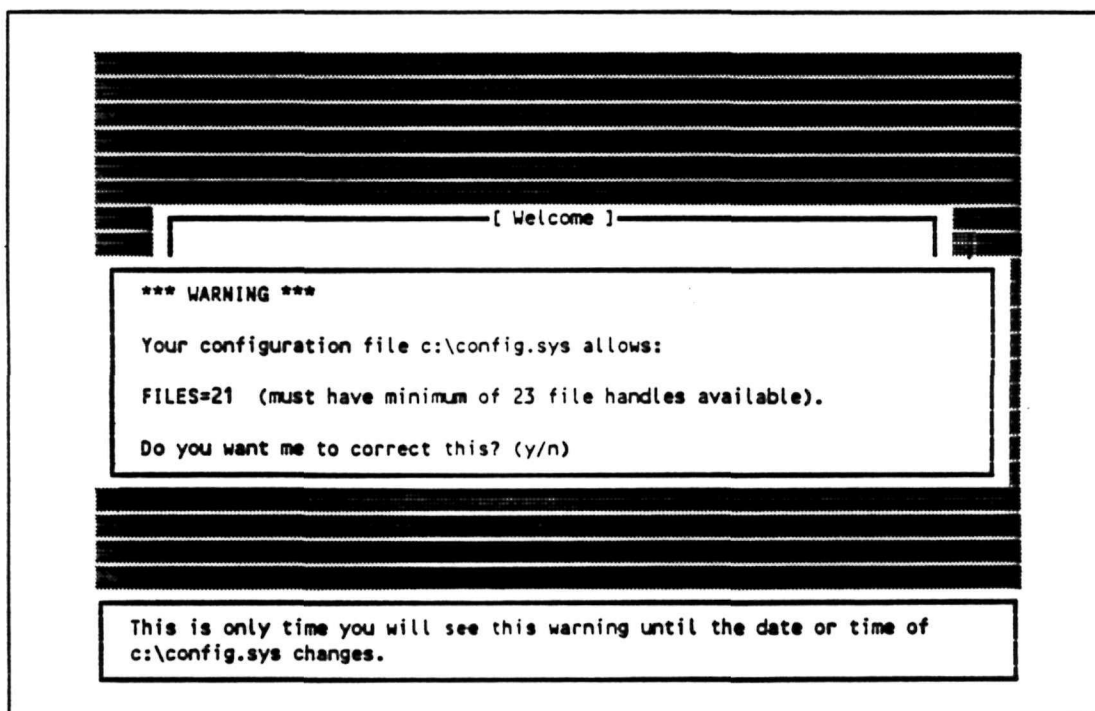 [ Welcome ]
*** WARNING ***
Your configuration file c:\config.sys allows:
FILES=21 (must have minimum of 23 file handles available).
Do you want me to correct this? (y/n)
This is only time you will see this warning until the date or time of
c:\config.sys changes.